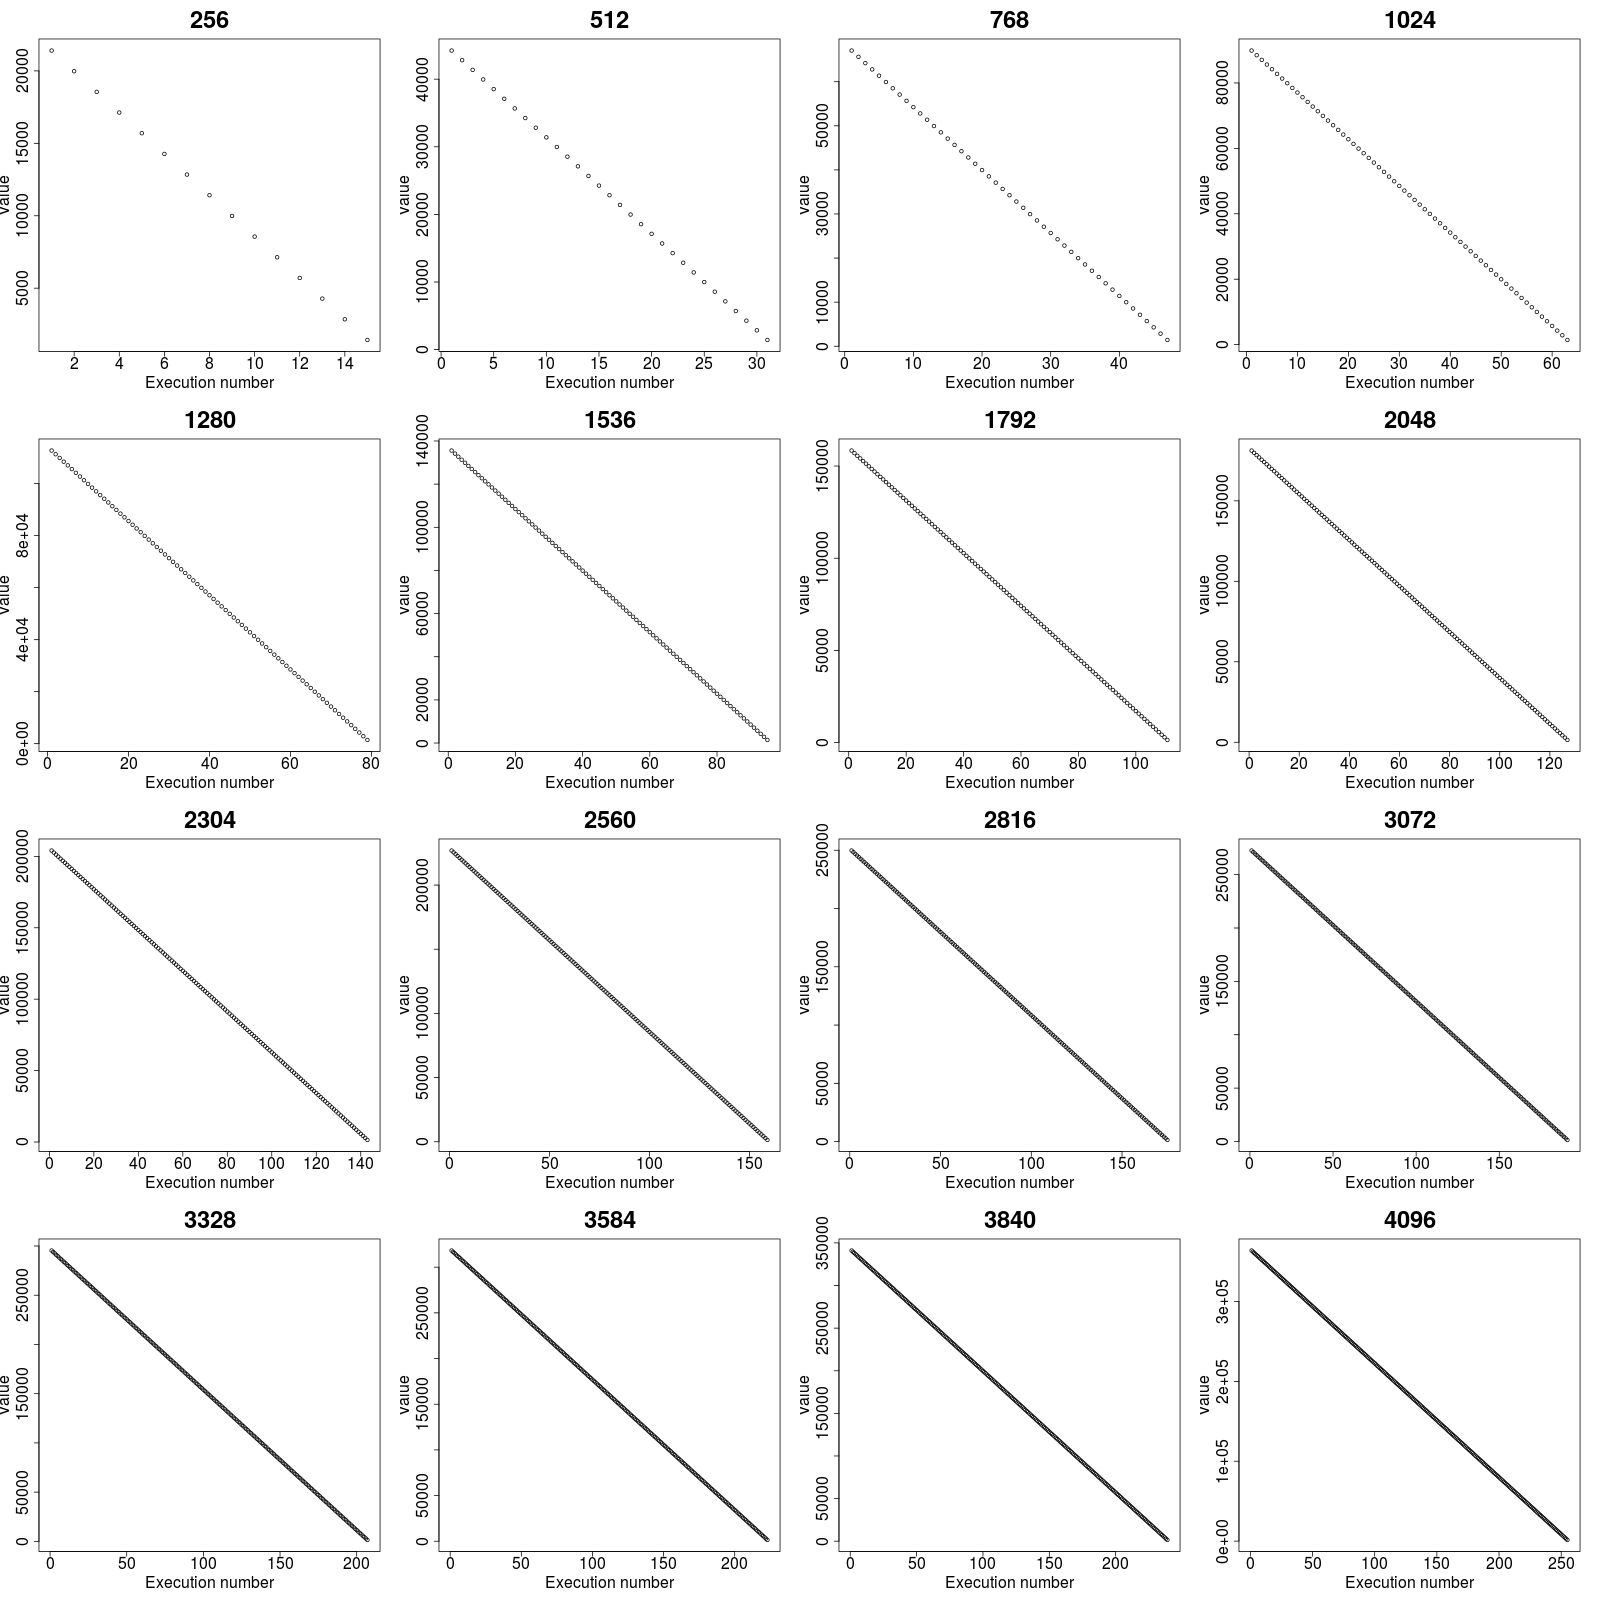 256
512
768
1024
value
5000 10000 15000 20000
2 4 6 8 10 12 14
Execution number
value
0 10000 20000 30000 40000
0 5 10 15 20 25 30
Execution number
value
0 10000 30000 50000
0 10 20 30 40
Execution number
value
0 20000 40000 60000 80000
0 10 20 30 40 50 60
Execution number
1280
1536
1792
2048
value
0e+00 4e+04 8e+04
0 20 40 60 80
Execution number
value
0 20000 60000 100000 140000
0 20 40 60 80
Execution number
value
0 50000 100000 150000
0 20 40 60 80 100
Execution number
value
0 50000 100000 150000
0 20 40 60 80 100 120
Execution number
2304
2560
2816
3072
value
0 50000 100000 150000 200000
0 20 40 60 80 100 120 140
Execution number
value
0 50000 100000 200000
0 50 100 150
Execution number
value
0 50000 150000 250000
0 50 100 150
Execution number
value
0 50000 150000 250000
0 50 100 150
Execution number
3328
3584
3840
4096
value
0 50000 150000 250000
0 50 100 150 200
Execution number
value
0 50000 150000 250000
0 50 100 150 200
Execution number
value
0 50000 150000 250000 350000
0 50 100 150 200
Execution number
value
0e+00 1e+05 2e+05 3e+05
0 50 100 150 200 250
Execution number